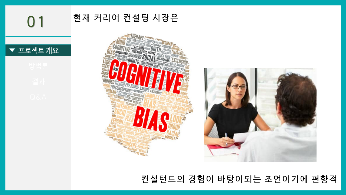 01
현재 커리어 컨설팅 시장은
▼ 프로젝트 개요
COGNITIVE
BIAS
컨설턴트의 경험이 바탕이되는 조언이기에 편향적